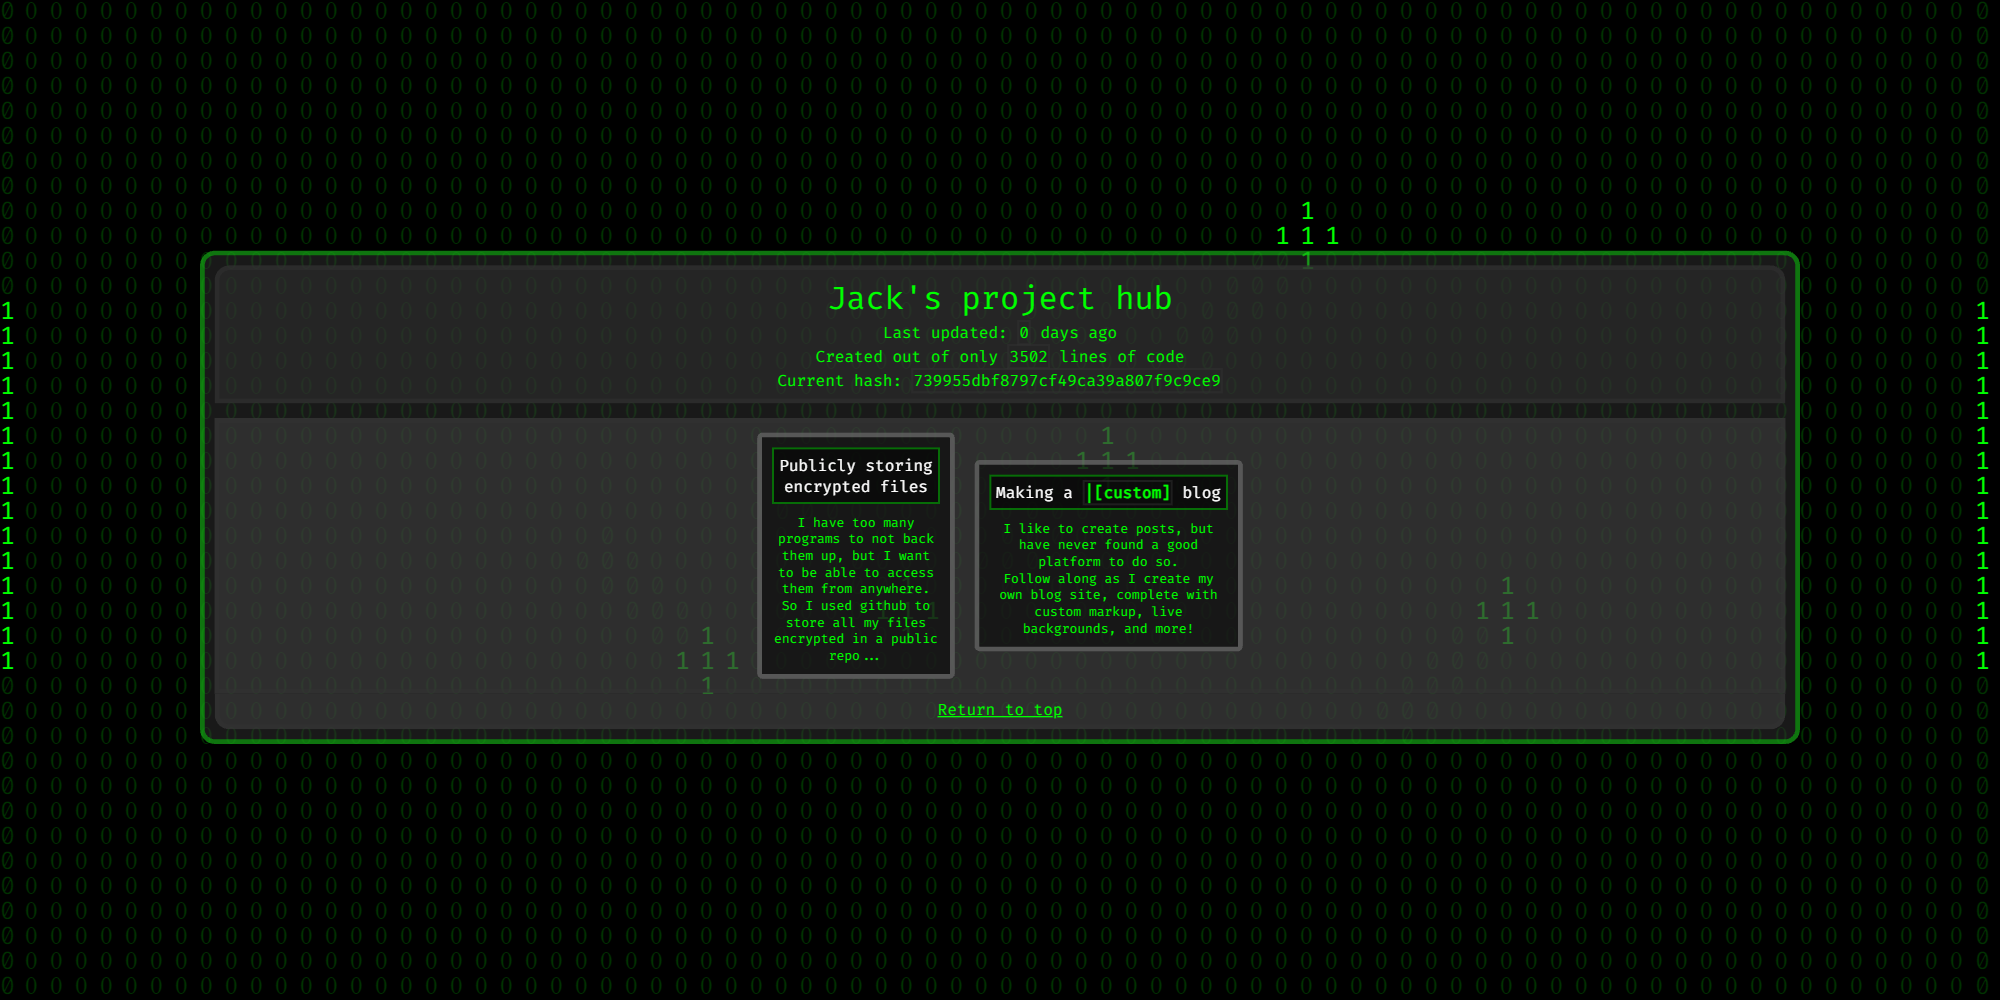 Jack's project hub
Last updated: 0 days ago
Created out of only 3502 lines of code
Current hash: 739955dbf8797cf49ca39a807f9c9ce9
Publicly storing
encrypted files
I have too many
programs to not back
them up, but I want
to be able to access
them from anywhere.
So I used github to
store all my files
encrypted in a public
repo...
Making a |[custom] blog
I like to create posts, but
have never found a good
platform to do so.
Follow along as I create my
own blog site, complete with
custom markup, live
backgrounds, and more!
Return to top